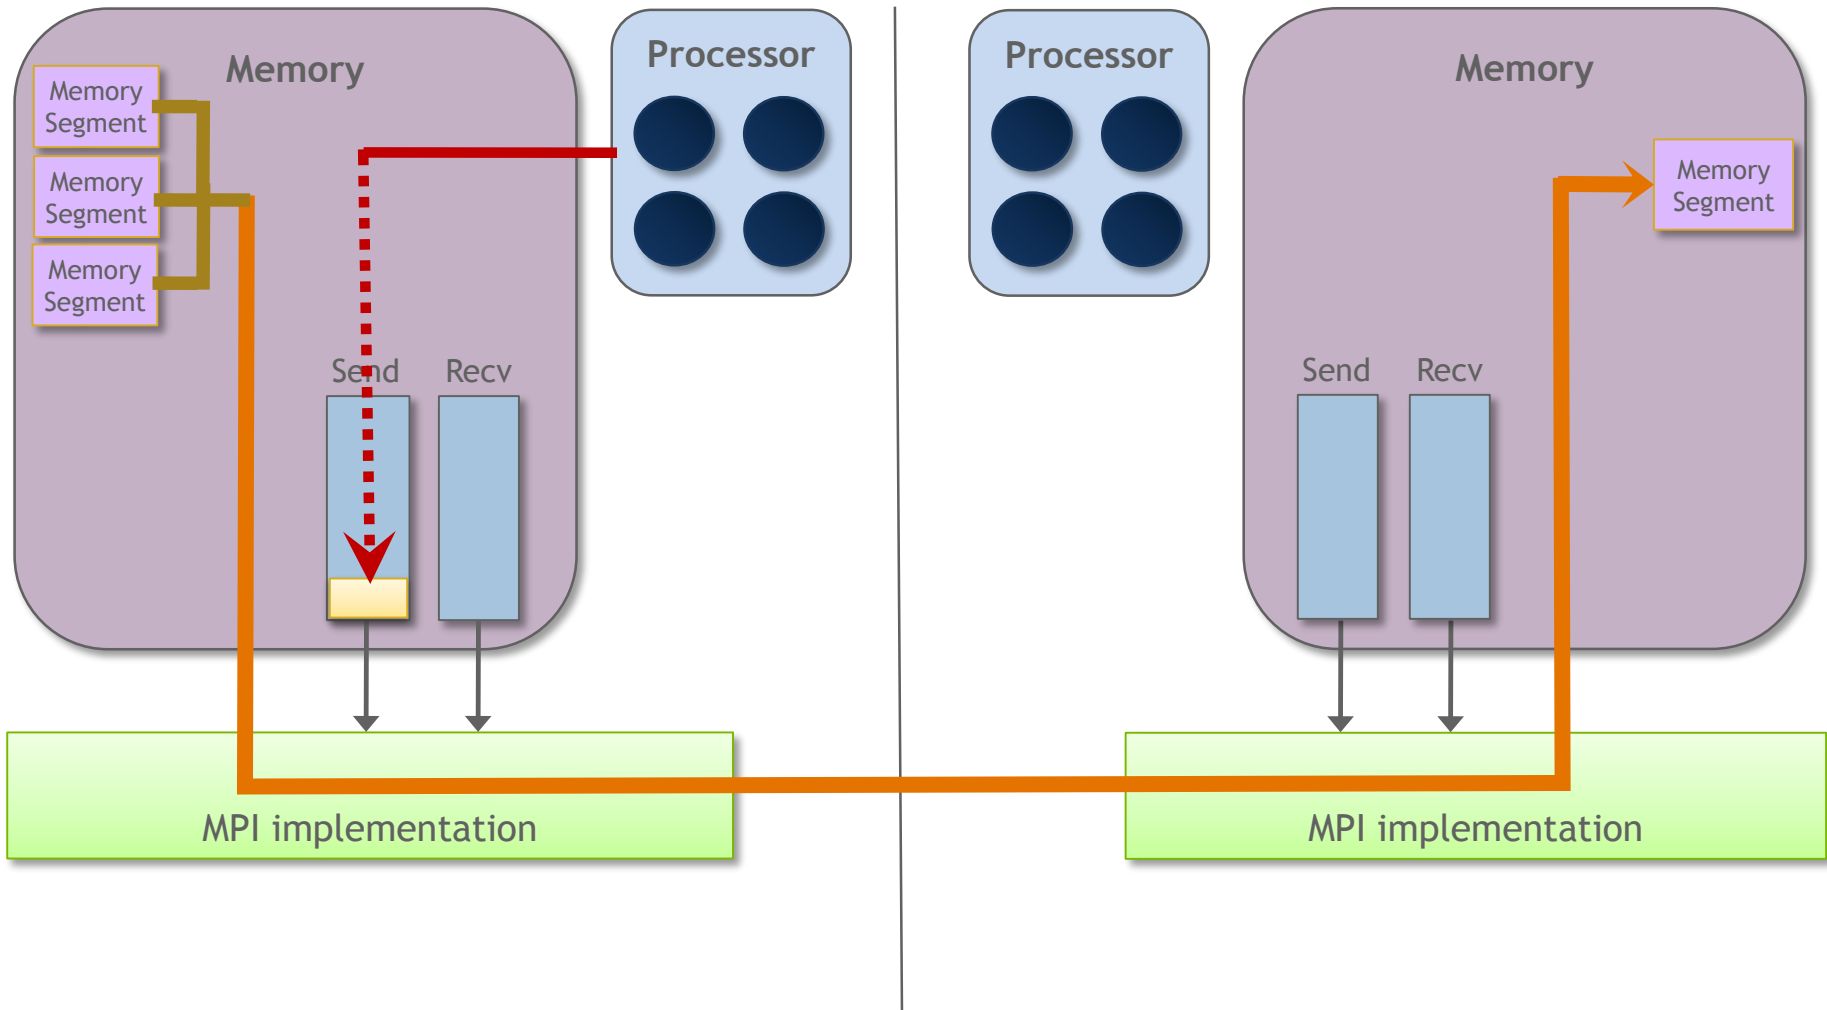 Memory
Memory
Segment
Memory
Segment
Memory
Segment
Send
Recv
Processor
MPI implementation
Processor
Memory
Memory
Segment
Send
Recv
MPI implementation